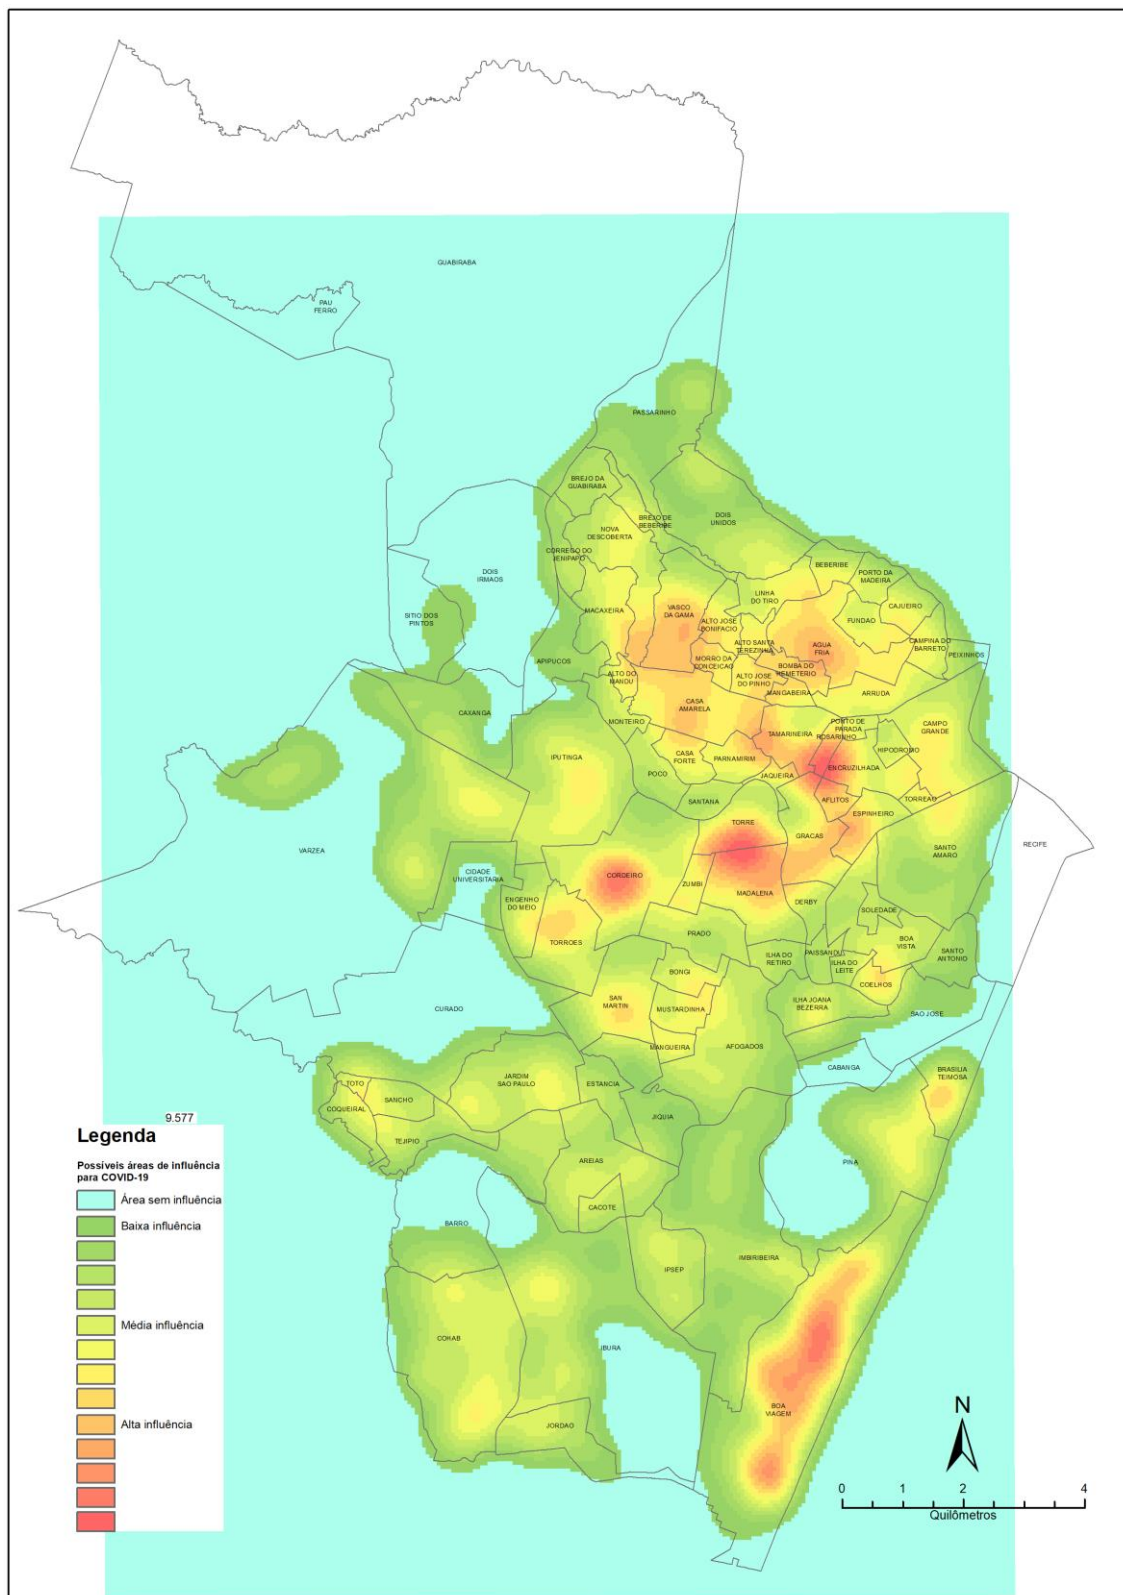 GUABIRABA
PAU
FERRO
PASSARINHO
BREJO DA
GUABIRABA
BREJO DE
BEBERIBE
DOIS
UNIDOS
NOVA
DESCOBERTA
CORREGO DO
JENIPAPO
DOIS
IRMAOS
BEBERIBE
PORTO DA
MADEIRA
LINHA
DO TIRO
CAJUEIRO
MACAXEIRA
VASCO
DA GAMA
SITIO DOS
PINTOS
ALTO JOSE
BONIFACIO
FUNDAO
ALTO SANTA
TEREZINHA
AGUA
FRIA
CAMPINA DO
BARRETO
PEIXINHOS
APIPUCOS
MORRO DA
CONCEICAO
BOMBA DO
HEMETERIO
ALTO DO
MANDU
ALTO JOSE
DO PINHO
MANGABEIRA
ARRUDA
CASA
AMARELA
CAXANGA
MONTEIRO
TAMARINEIRA
PONTO DE
PARADA
ROSARINHO
CAMPO
GRANDE
HIPODROMO
IPUTINGA
CASA
FORTE
PARNAMIRIM
ENCRUZILHADA
POCO
JAQUEIRA
SANTANA
AFLITOS
TORREAO
ESPINHEIRO
TORRE
GRACAS
VARZEA
SANTO
AMARO
RECIFE
CIDADE
UNIVERSITARIA
CORDEIRO
ZUMBI
MADALENA
ENGENHO
DO MEIO
DERBY
SOLEDADE
TORROES
PRADO
BOA
VISTA
ILHA DO
RETIRO
PAISSANDU
ILHA DO
LEITE
SANTO
ANTONIO
BONGI
COELHOS
SAN
MARTIN
MUSTARDINHA
ILHA JOANA
BEZERRA
CURADO
SAO JOSE
MANGUEIRA
AFOGADOS
CABANGA
BRASILIA
TEIMOSA
TOTO
JARDIM
SAO PAULO
ESTANCIA
SANCHO
COQUEIRAL
JIQUIA
TEJIPIO
AREIAS
PINA
CACOTE
BARRO
IMBIRIBEIRA
IPSEP
COHAB
IBURA
BOA
VIAGEM
JORDAO
9.577
Legenda
Possíveis áreas de influência
para COVID-19
Área sem influência
Baixa influência
Média influência
Alta influência
N
0 1 2 4
Quilômetros